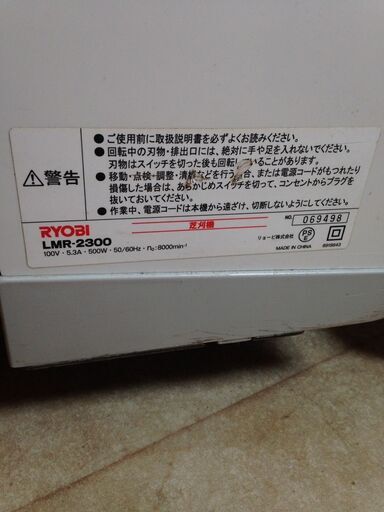 ⚠警告
●ご使用前に取扱説明書を必ずよくお読みください。
●回転中の刃物・排出口には、絶対に手や足を入れないでください。
刃物はスイッチを切った後も回転していることがあります。
●移動・点検・調整・清掃などを行う場合、または電源コードがもつれたり
損傷した場合は、あらかじめスイッチを切って、コンセントからプラグを
抜いておいてください。
●作業中、電源コードは本機から遠ざけ、切断しないようにしてください。
RYOBI
芝刈機
NO. 069498
LMR-2300
100V・5.3A・500W・50/60Hz・n₀:8000min⁻¹
リョービ株式会社
PS
E
MADE IN CHINA